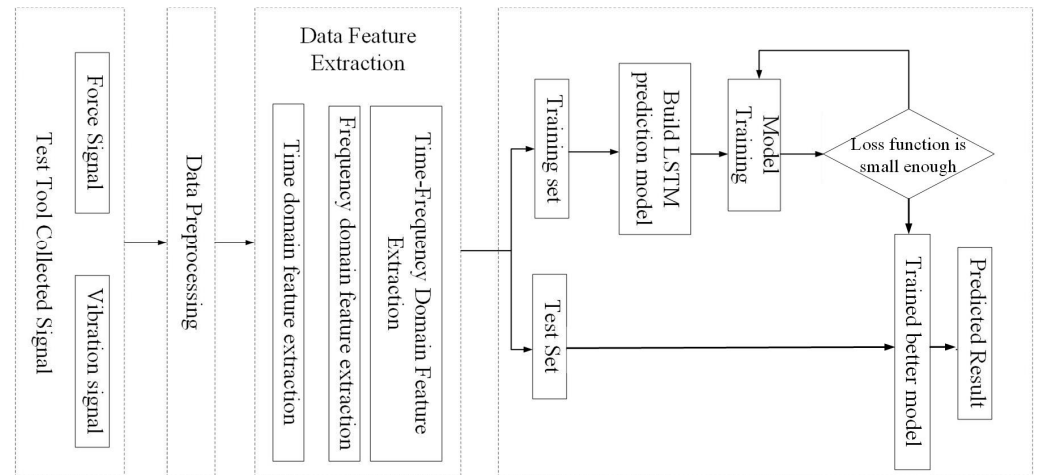 Force Signal
Vibration signal
Test Tool Collected Signal
Data Preprocessing
Data Feature
Extraction
Time domain feature extraction
Frequency domain feature extraction
Time-Frequency Domain Feature
Extraction
Training set
Build LSTM
prediction model
Model
Training
Loss function is
small enough
Test Set
Trained better model
Predicted Result